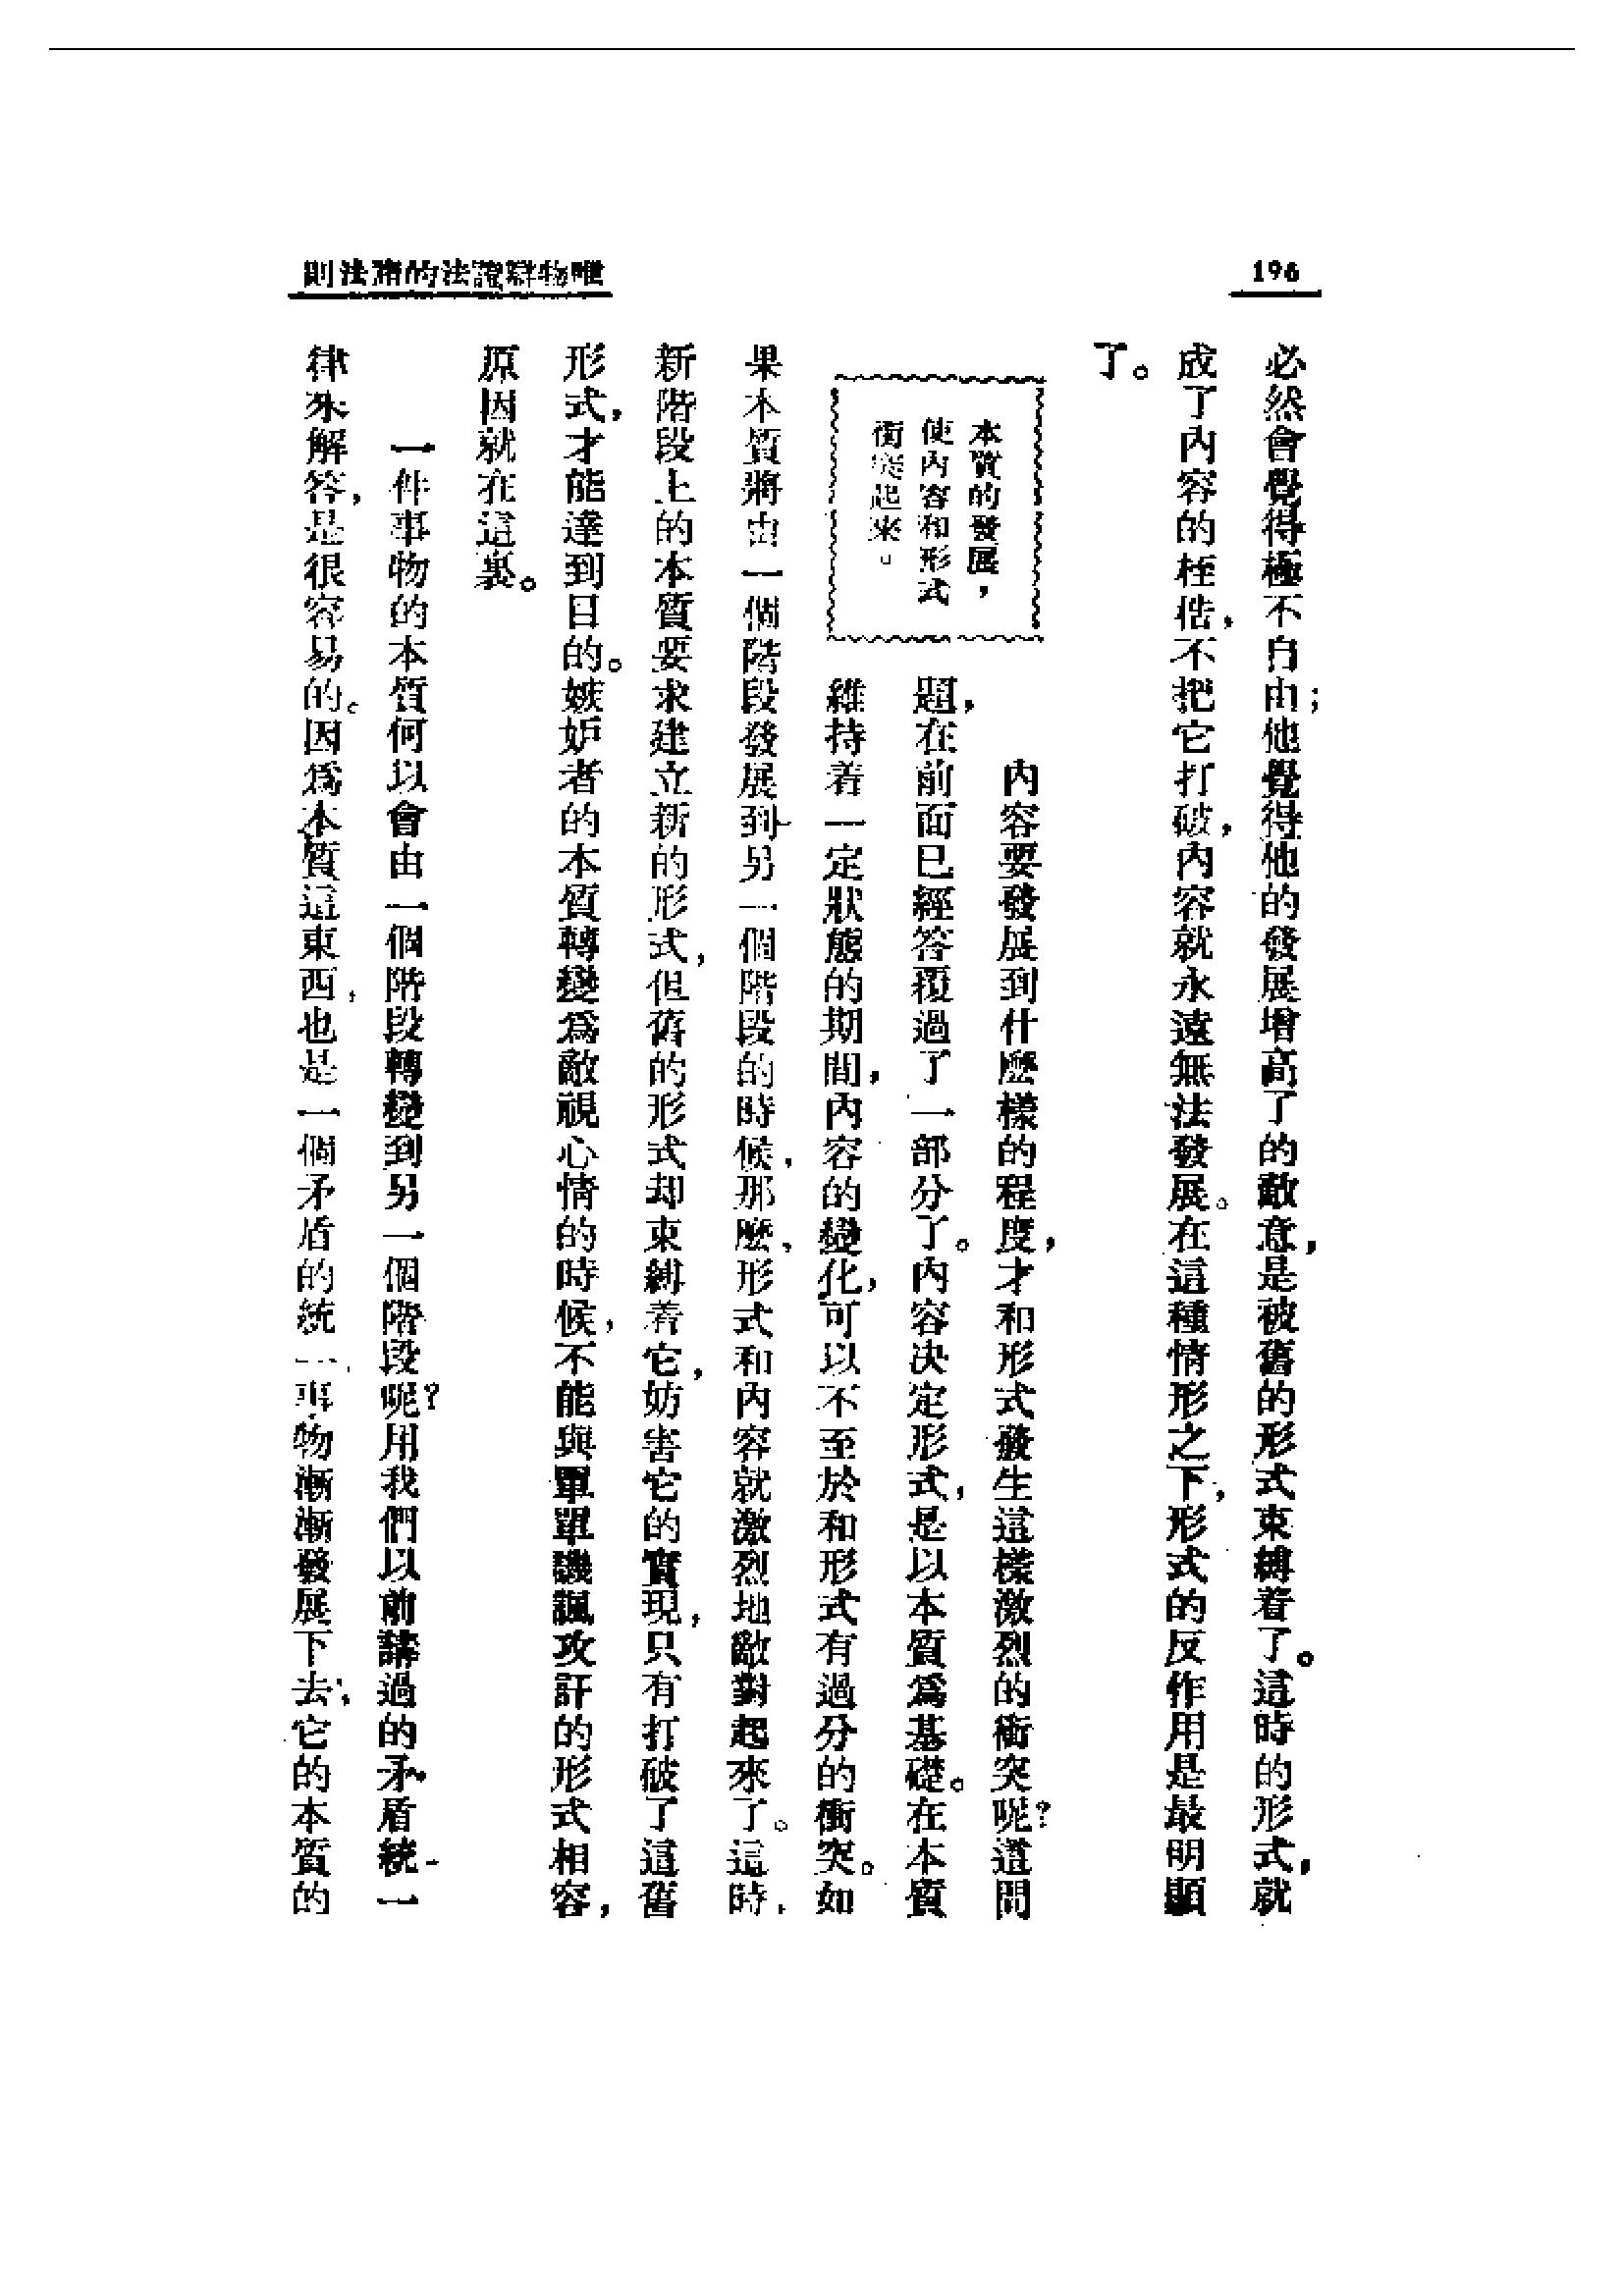 196
唯物辯證法的諸法則
必然會覺得極不自由；他覺得他的發展增高了的敵意，是被舊的形式束縛着了。這時的形式，就
成了內容的桎梏，不把它打破，內容就永遠無法發展。在這種情形之下，形式的反作用是最明顯
了。
本質的發展，
使內容和形式
衝突起來。
內容要發展到什麼樣的程度，才和形式發生這樣激烈的衝突呢？這問
題，在前面已經答覆過了一部分了。內容決定形式，是以本質爲基礎。在本質
維持着一定狀態的期間，內容的變化，可以不至於和形式有過分的衝突。如
果本質將由一個階段發展到另一個階段的時候，那麼，形式和內容就激烈地敵對起來了。這時，
新階段上的本質要求建立新的形式，但舊的形式却束縛着它，妨害它的實現，只有打破了這舊
形式，才能達到目的。嫉妒者的本質轉變爲敵視心情的時候，不能與單單譏諷攻訐的形式相容，
原因就在這裏。
一件事物的本質何以會由一個階段轉變到另一個階段呢？用我們以前講過的矛盾統一
律來解答，是很容易的。因爲本質這東西，也是一個矛盾的統一，事物漸漸發展下去，它的本質的